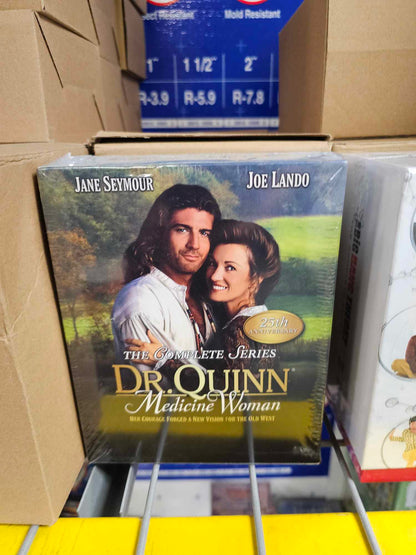 Mold Resistant
1"
1 1/2"
2"
R-3.9
R-5.9
R-7.8
JANE SEYMOUR
JOE LANDO
25th
ANNIVERSARY
THE COMPLETE SERIES
DR. QUINN
Medicine Woman
HER COURAGE FORGED A NEW VISION FOR THE OLD WEST